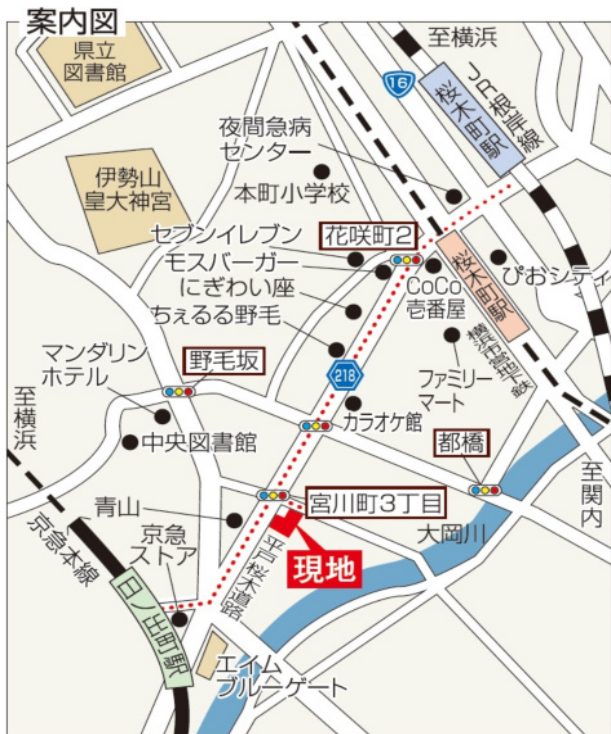 案内図
県立
図書館
至横浜
16
桜木町駅
JR根岸線
夜間急病
センター
本町小学校
伊勢山
皇大神宮
セブンイレブン
花咲町2
モスバーガー
にぎわい座
ちぇるる野毛
CoCo
壱番屋
桜木町駅
ぴおシティ
横浜市営地下鉄
マンダリン
ホテル
野毛坂
218
ファミリー
マート
至横浜
中央図書館
カラオケ館
都橋
至関内
青山
宮川町3丁目
大岡川
京急本線
京急
ストア
現地
平戸桜木道路
日ノ出町駅
エイム
ブルーゲート